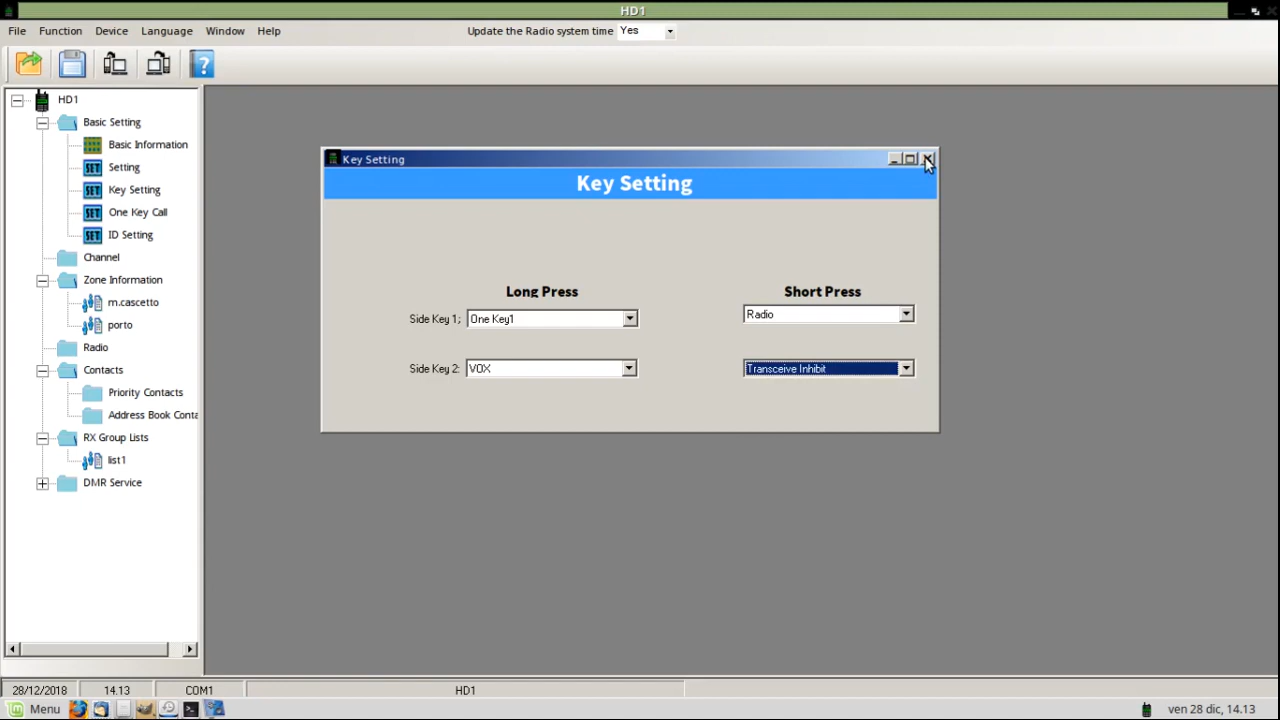 HD1
File Function Device Language Window Help Update the Radio system time Yes
HD1
Basic Setting
Basic Information
Setting
Key Setting
One Key Call
ID Setting
Channel
Zone Information
m.cascetto
porto
Radio
Contacts
Priority Contacts
Address Book Conta
RX Group Lists
list1
DMR Service
Key Setting
Key Setting
Long Press Short Press
Side Key 1; One Key1 Radio
Side Key 2: VOX Transceive Inhibit
28/12/2018 14.13 COM1 HD1
Menu ven 28 dic, 14.13